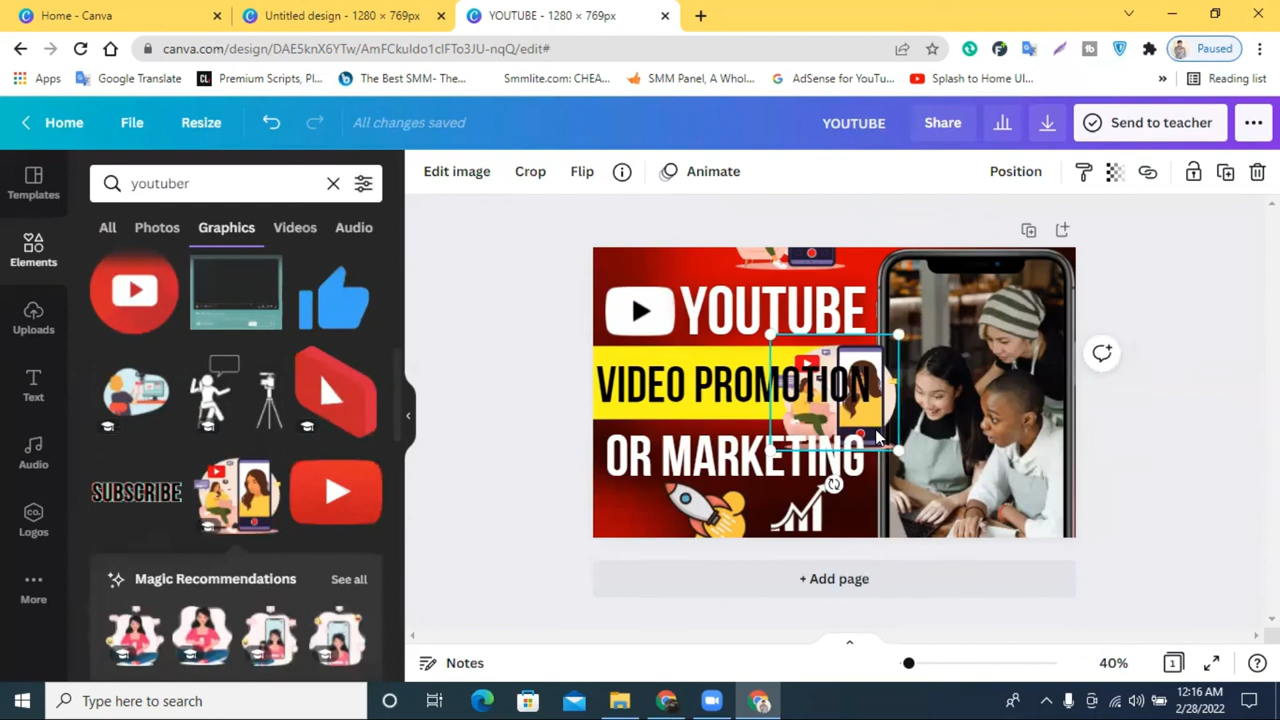 Home - Canva
Untitled design - 1280 × 769px
YOUTUBE - 1280 × 769px
canva.com/design/DAE5knX6YTw/AmFCkuIdo1clFTo3JU-nqQ/edit#
Paused
Apps
Google Translate
Premium Scripts, Pl...
The Best SMM- The...
Smmlite.com: CHEA...
SMM Panel, A Whol...
AdSense for YouTu...
Splash to Home UI...
»
Reading list
Home
File
Resize
All changes saved
YOUTUBE
Share
Send to teacher
Templates
Elements
Uploads
Text
Audio
Logos
More
youtuber
All
Photos
Graphics
Videos
Audio
SUBSCRIBE
Magic Recommendations
See all
Edit image
Crop
Flip
Animate
Position
YOUTUBE
VIDEO PROMOTION
OR MARKETING
+ Add page
Notes
40%
1
Type here to search
12:16 AM
2/28/2022